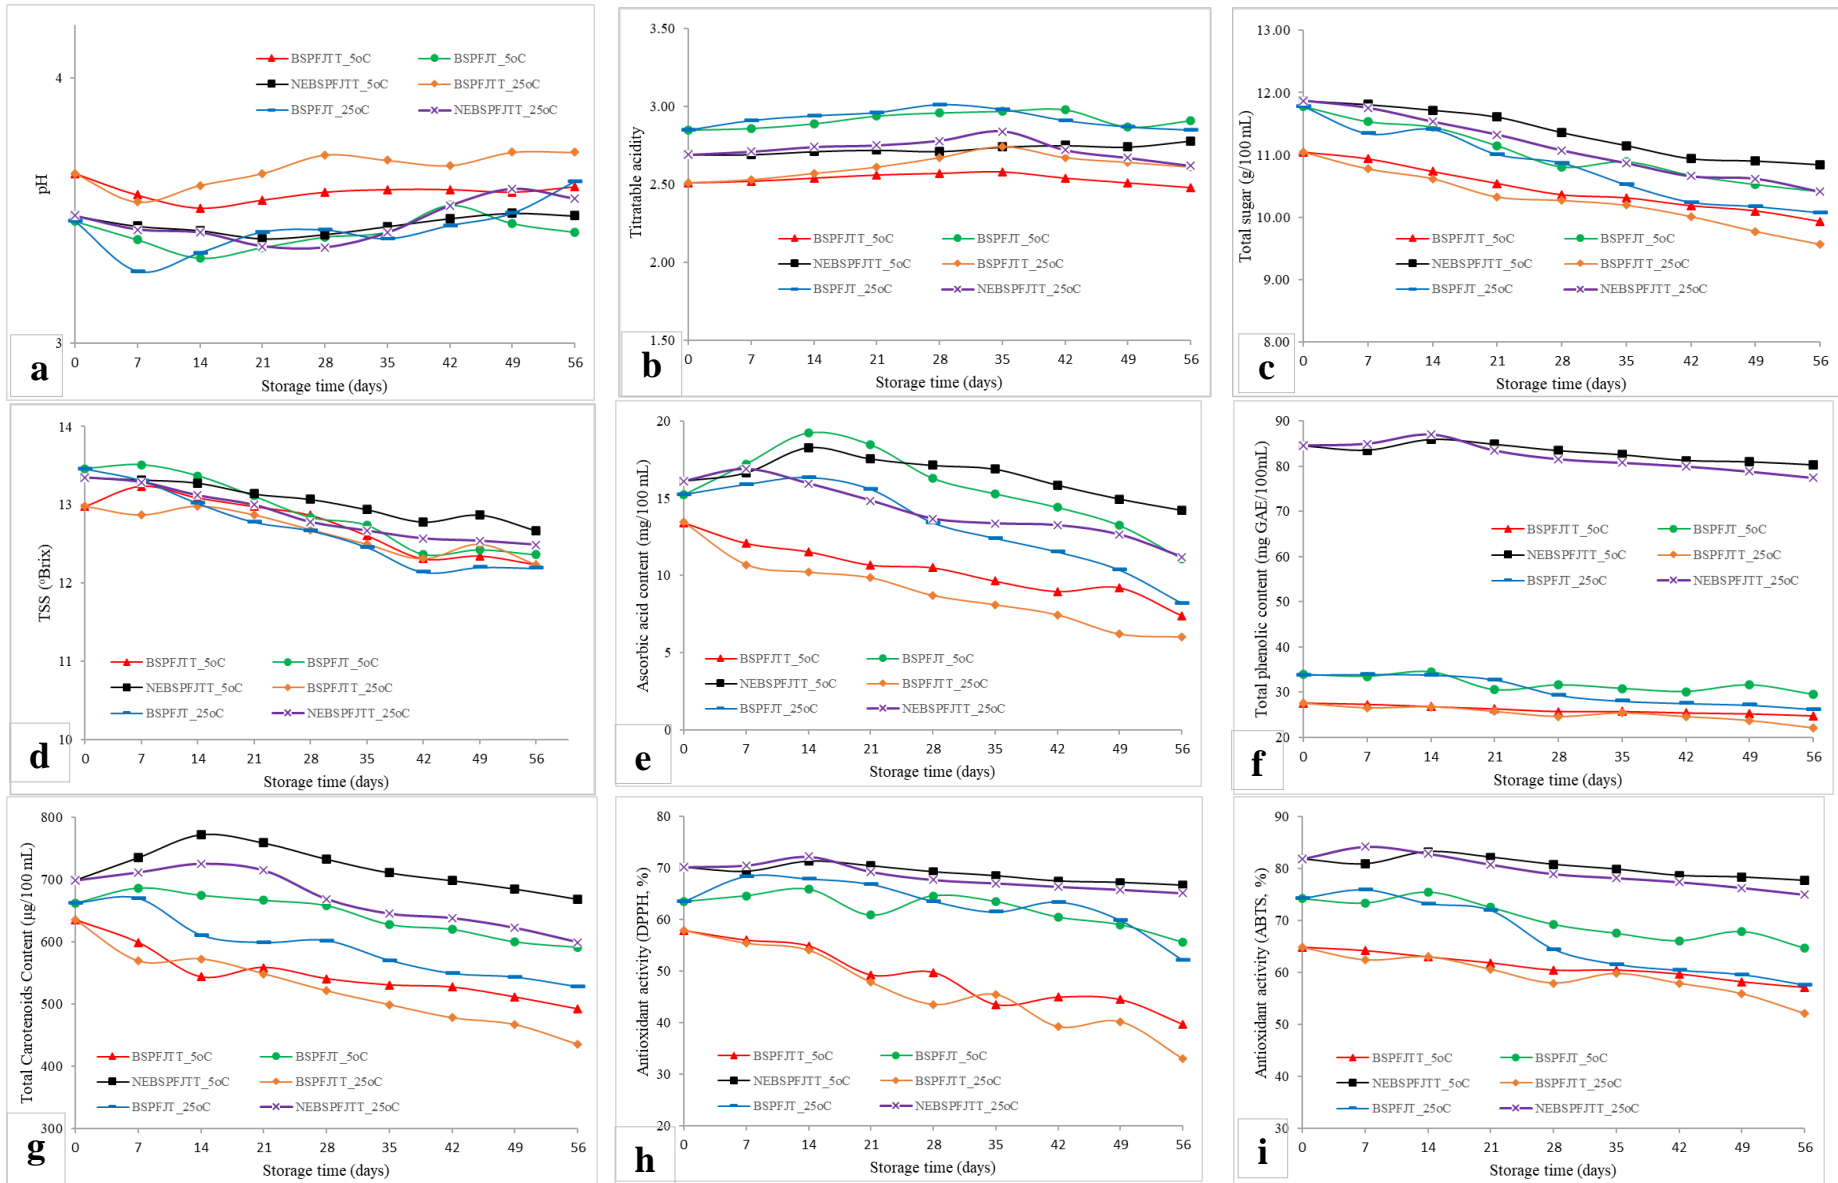 BSPFJTT_5oC BSPFJT_5oC
NEBSPFJTT_5oC BSPFJTT_25oC
BSPFJT_25oC NEBSPFJTT_25oC
pH
4
3
0 7 14 21 28 35 42 49 56
Storage time (days)
a
3.50
3.00
2.50
2.00
1.50
Titratable acidity
BSPFJTT_5oC BSPFJT_5oC
NEBSPFJTT_5oC BSPFJTT_25oC
BSPFJT_25oC NEBSPFJTT_25oC
0 7 14 21 28 35 42 49 56
Storage time (days)
b
13.00
12.00
11.00
10.00
9.00
8.00
Total sugar (g/100 mL)
BSPFJTT_5oC BSPFJT_5oC
NEBSPFJTT_5oC BSPFJTT_25oC
BSPFJT_25oC NEBSPFJTT_25oC
0 7 14 21 28 35 42 49 56
Storage time (days)
c
14
13
12
11
10
TSS (°Brix)
BSPFJTT_5oC BSPFJT_5oC
NEBSPFJTT_5oC BSPFJTT_25oC
BSPFJT_25oC NEBSPFJTT_25oC
0 7 14 21 28 35 42 49 56
Storage time (days)
d
20
15
10
5
0
Ascorbic acid content (mg/100 mL)
BSPFJTT_5oC BSPFJT_5oC
NEBSPFJTT_5oC BSPFJTT_25oC
BSPFJT_25oC NEBSPFJTT_25oC
0 7 14 21 28 35 42 49 56
Storage time (days)
e
90
80
70
60
50
40
30
20
Total phenolic content (mg GAE/100mL)
BSPFJTT_5oC BSPFJT_5oC
NEBSPFJTT_5oC BSPFJTT_25oC
BSPFJT_25oC NEBSPFJTT_25oC
0 7 14 21 28 35 42 49 56
Storage time (days)
f
800
700
600
500
400
300
Total Carotenoids Content (µg/100 mL)
BSPFJTT_5oC BSPFJT_5oC
NEBSPFJTT_5oC BSPFJTT_25oC
BSPFJT_25oC NEBSPFJTT_25oC
0 7 14 21 28 35 42 49 56
Storage time (days)
g
80
70
60
50
40
30
20
Antioxidant activity (DPPH, %)
BSPFJTT_5oC BSPFJT_5oC
NEBSPFJTT_5oC BSPFJTT_25oC
BSPFJT_25oC NEBSPFJTT_25oC
0 7 14 21 28 35 42 49 56
Storage time (days)
h
90
80
70
60
50
40
30
Antioxidant activity (ABTS, %)
BSPFJTT_5oC BSPFJT_5oC
NEBSPFJTT_5oC BSPFJTT_25oC
BSPFJT_25oC NEBSPFJTT_25oC
0 7 14 21 28 35 42 49 56
Storage time (days)
i